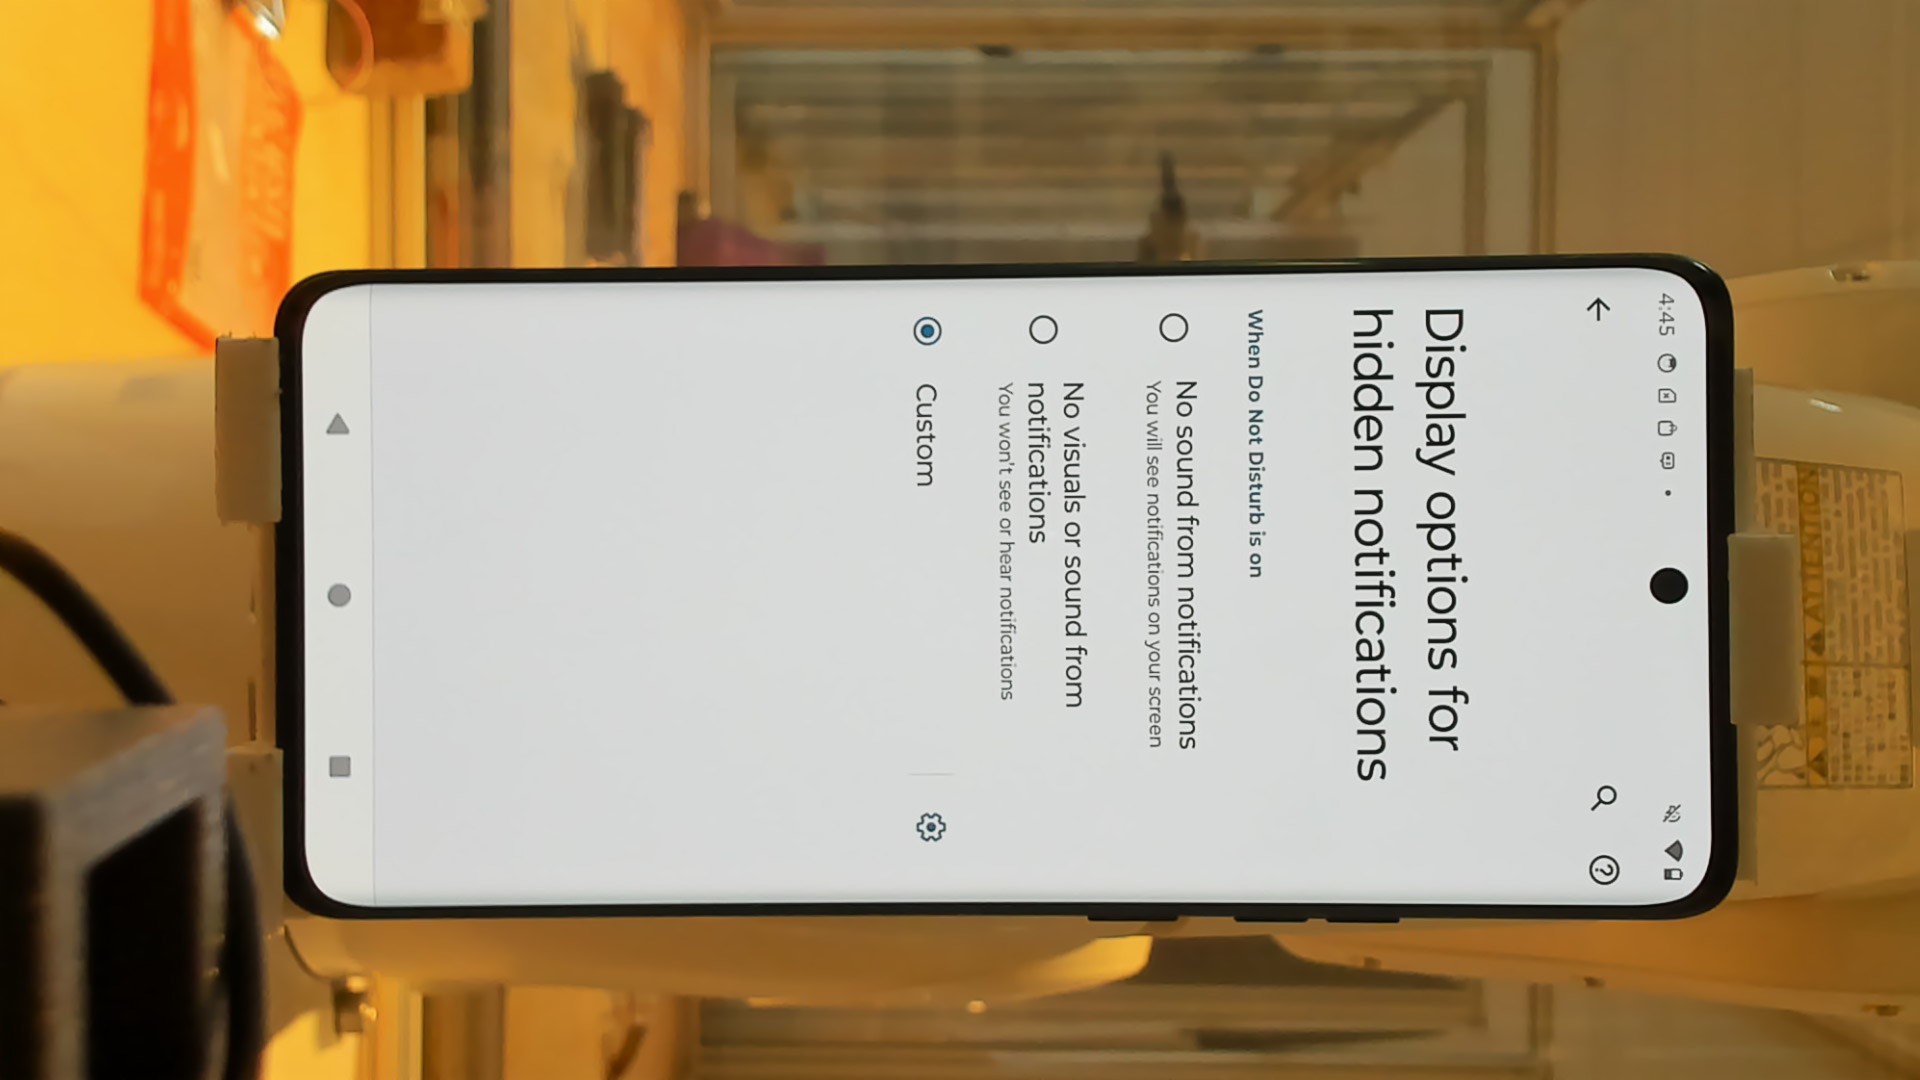 4:45
Display options for
hidden notifications
When Do Not Disturb is on
No sound from notifications
You will see notifications on your screen
No visuals or sound from
notifications
You won't see or hear notifications
Custom
ATTENTION